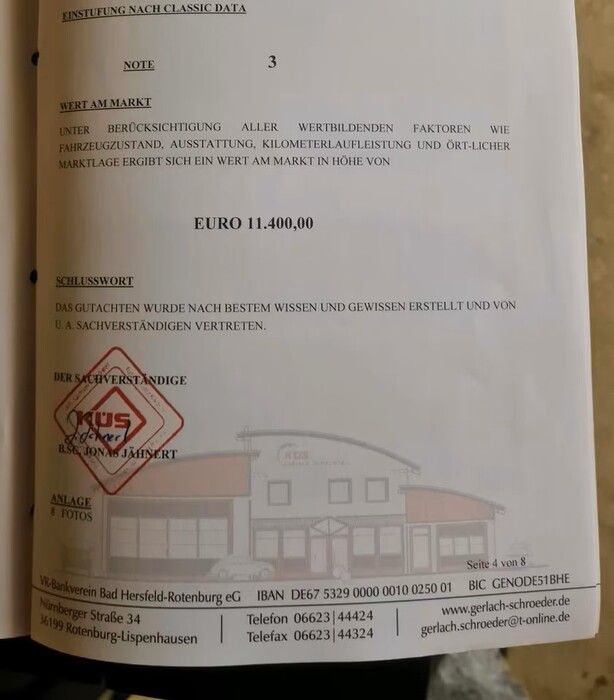 EINSTUFUNG NACH CLASSIC DATA
NOTE 3
WERT AM MARKT
UNTER BERÜCKSICHTIGUNG ALLER WERTBILDENDEN FAKTOREN WIE
FAHRZEUGZUSTAND, AUSSTATTUNG, KILOMETERLAUFLEISTUNG UND ÖRT-LICHER
MARKTLAGE ERGIBT SICH EIN WERT AM MARKT IN HÖHE VON
EURO 11.400,00
SCHLUSSWORT
DAS GUTACHTEN WURDE NACH BESTEM WISSEN UND GEWISSEN ERSTELLT UND VON
U. A. SACHVERSTÄNDIGEN VERTRETEN.
DER SACHVERSTÄNDIGE
KÜS
B.SC. JONAS JÄHNERT
KÜS
ANLAGE
8 FOTOS
Seite 4 von 8
VR-Bankverein Bad Hersfeld-Rotenburg eG IBAN DE67 5329 0000 0010 0250 01 BIC GENODE51BHE
Nürnberger Straße 34
36199 Rotenburg-Lispenhausen
Telefon 06623|44424
Telefax 06623|44324
www.gerlach-schroeder.de
gerlach.schroeder@t-online.de